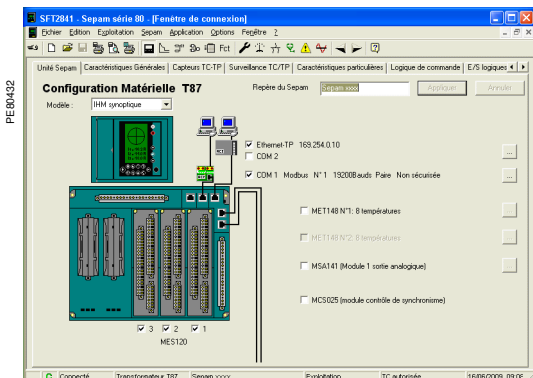 PE80432
SFT2841 - Sepam série 80 - [Fenêtre de connexion]
Fichier Edition Exploitation Sepam Application Options Fenêtre ?
Fct
Unité Sepam Caractéristiques Générales Capteurs TC-TP Surveillance TC/TP Caractéristiques particulières Logique de commande E/S logiques
Configuration Matérielle T87
Repère du Sepam Sepam xxxx Appliquer Annuler
Modèle : IHM synoptique
Ethernet-TP 169.254.0.10 ...
COM 2
COM 1 Modbus N° 1 19200Bauds Paire Non sécurisée ...
MET148 N°1: 8 températures
MET148 N°2: 8 températures
MSA141 (Module 1 sortie analogique)
MCS025 (module contrôle de synchronisme)
3 2 1
MES120
Connecté Transformateur T87 Sepam xxxx Exploitation TC autorisée 16/06/2009 09:06